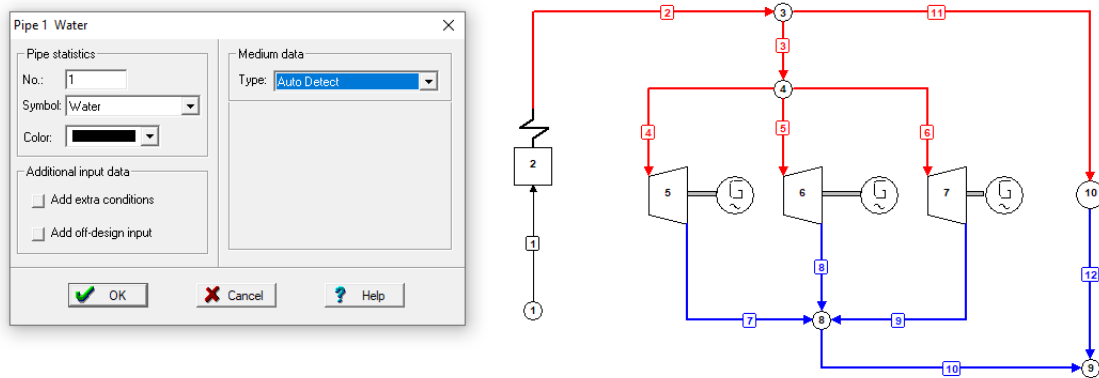 Pipe 1 Water
Pipe statistics
No.: 1
Symbol: Water
Color:
Additional input data
Add extra conditions
Add off-design input
Medium data
Type: Auto Detect
OK
Cancel
? Help
2
3
11
3
4
4
5
6
2
5
G
~
6
G
~
7
G
~
10
1
8
12
1
7
8
9
10
9